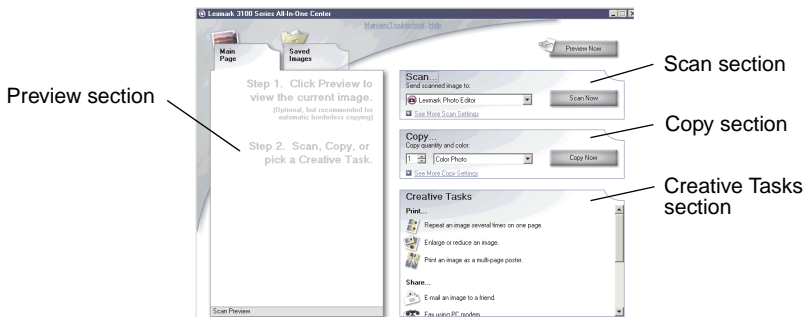 Lexmark 3100 Series All-In-One Center
Maintain/Troubleshoot Help
Main
Page
Saved
Images
Preview Now
Preview section
Step 1. Click Preview to
view the current image.
(Optional, but recommended for
automatic borderless copying)
Step 2. Scan, Copy, or
pick a Creative Task.
Scan Preview
Scan...
Send scanned image to:
Lexmark Photo Editor
Scan Now
See More Scan Settings
Scan section
Copy...
Copy quantity and color.
1 Color Photo
Copy Now
See More Copy Settings
Copy section
Creative Tasks
Print...
Repeat an image several times on one page.
Enlarge or reduce an image.
Print an image as a multi-page poster.
Share...
E-mail an image to a friend.
Fax using PC modem
Creative Tasks
section